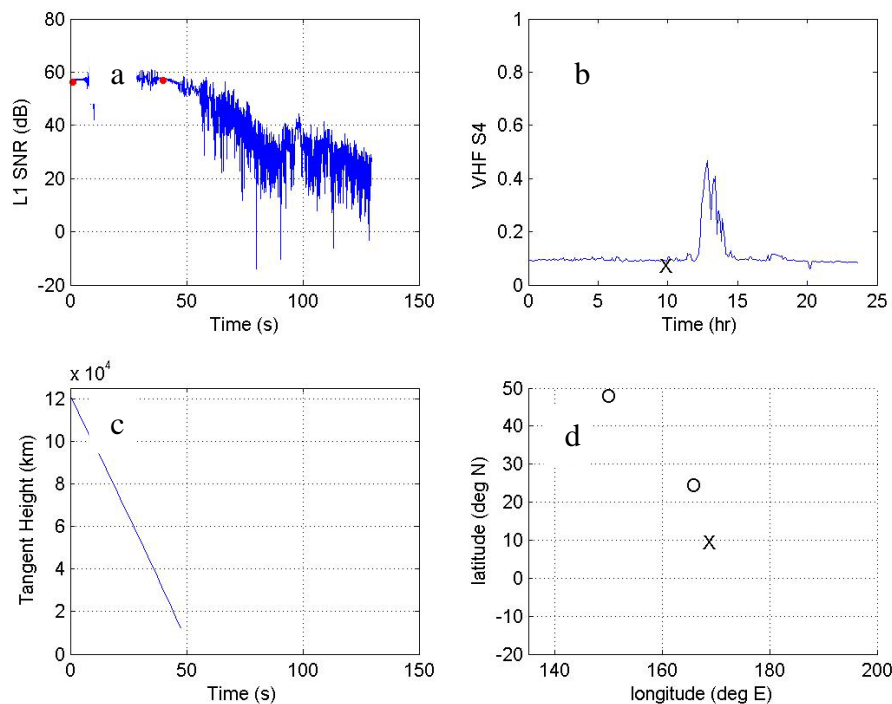 a
80
60
40
20
0
-20
0
50
100
150
L1 SNR (dB)
Time (s)
b
1
0.8
0.6
0.4
0.2
0
0
5
10
15
20
25
VHF S4
X
Time (hr)
x 10^4
c
12
10
8
6
4
2
0
0
50
100
150
Tangent Height (km)
Time (s)
d
50
40
30
20
10
0
-10
-20
140
160
180
200
latitude (deg N)
O
O
X
longitude (deg E)